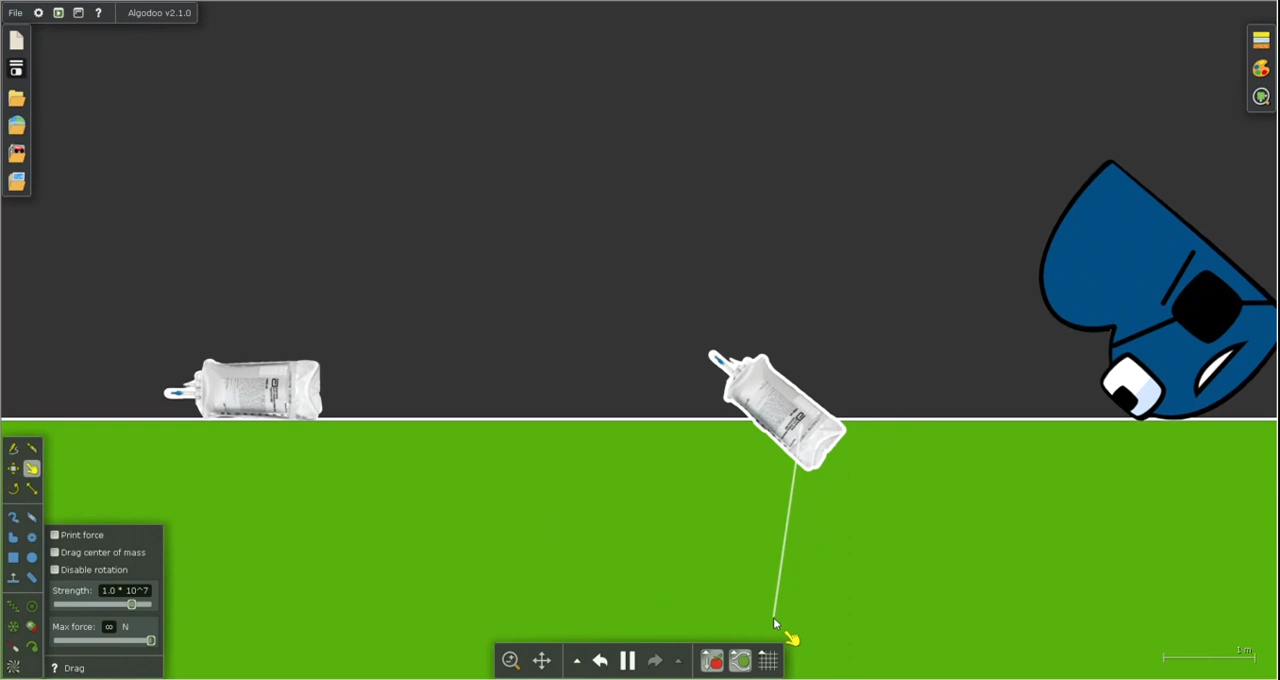 File ? Algodoo v2.1.0
Print force
Drag center of mass
Disable rotation
Strength: 1.0 * 10^7
Max force: ∞ N
? Drag
1 m